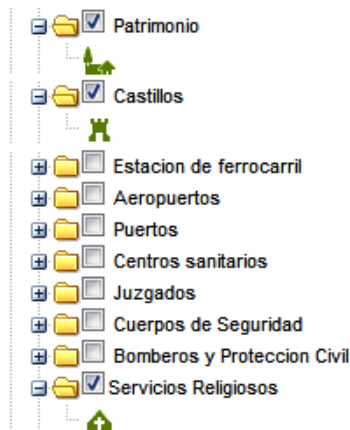 Patrimonio
Castillos
Estacion de ferrocarril
Aeropuertos
Puertos
Centros sanitarios
Juzgados
Cuerpos de Seguridad
Bomberos y Proteccion Civil
Servicios Religiosos